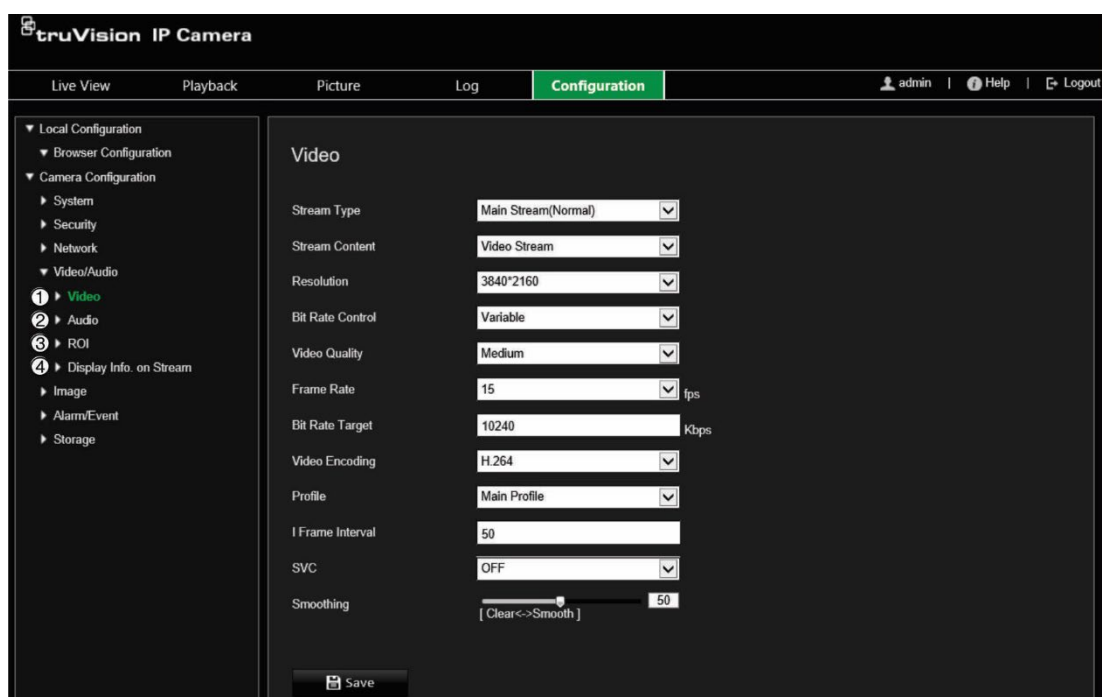 truVision IP Camera
Live View Playback Picture Log Configuration admin | Help | Logout
Local Configuration
Browser Configuration
Camera Configuration
System
Security
Network
Video/Audio
① Video
② Audio
③ ROI
④ Display Info. on Stream
Image
Alarm/Event
Storage
Video
Stream Type Main Stream(Normal)
Stream Content Video Stream
Resolution 3840*2160
Bit Rate Control Variable
Video Quality Medium
Frame Rate 15 fps
Bit Rate Target 10240 Kbps
Video Encoding H.264
Profile Main Profile
I Frame Interval 50
SVC OFF
Smoothing 50
[ Clear<->Smooth ]
Save